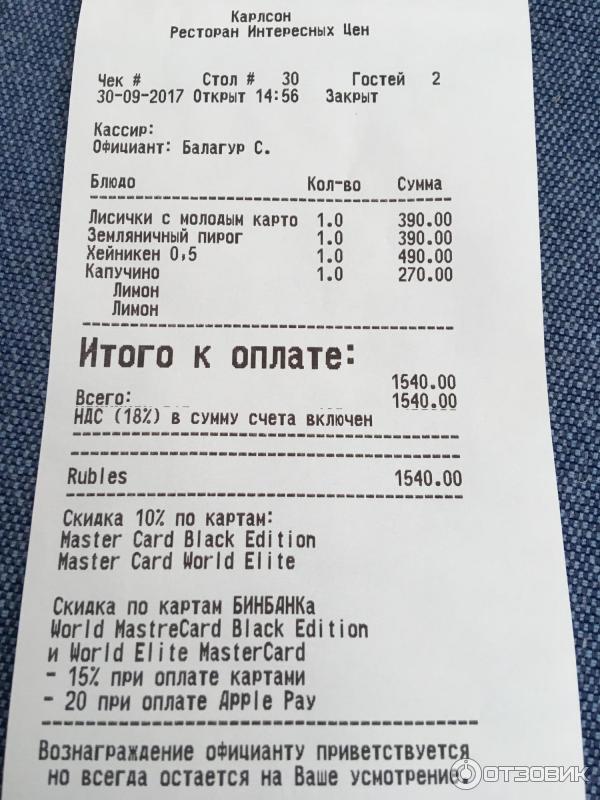 Карлсон
Ресторан Интересных Цен
Чек # Стол # 30 Гостей 2
30-09-2017 Открыт 14:56 Закрыт
Кассир:
Официант: Балагур С.
Блюдо Кол-во Сумма
Лисички с молодым карто 1.0 390.00
Земляничный пирог 1.0 390.00
Хейникен 0,5 1.0 490.00
Капучино 1.0 270.00
Лимон
Лимон
Итого к оплате:
1540.00
Всего: 1540.00
НДС (18%) в сумму счета включен
Rubles 1540.00
Скидка 10% по картам:
Master Card Black Edition
Master Card World Elite
Скидка по картам БИНБАНКа
World MastreCard Black Edition
и World Elite MasterCard
- 15% при оплате картами
- 20 при оплате Apple Pay
Вознаграждение официанту приветствуется
но всегда остается на Ваше усмотрение.
ОТЗОВИК